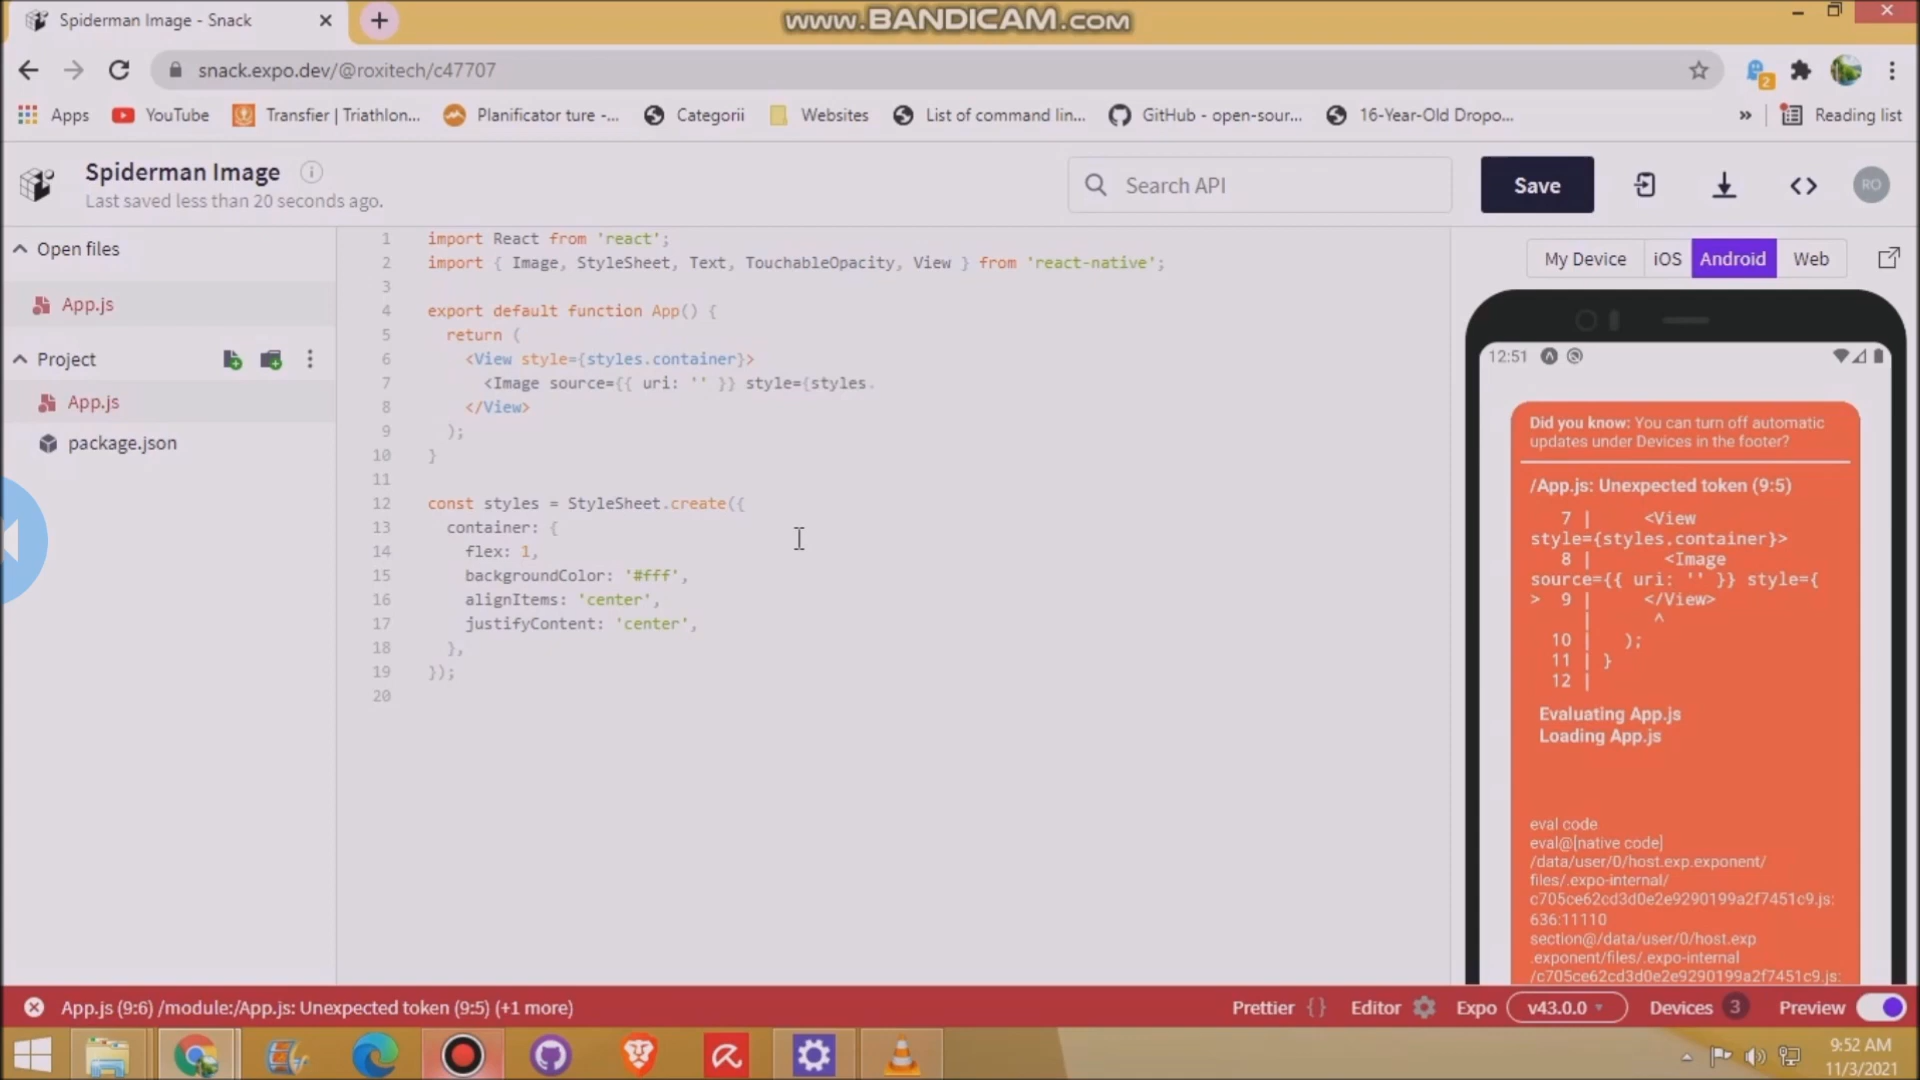 Spiderman Image - Snack
www.BANDICAM.com
snack.expo.dev/@roxitech/c47707
2
Apps
YouTube
Transfier | Triathlon...
Planificator ture -...
Categorii
Websites
List of command lin...
GitHub - open-sour...
16-Year-Old Dropo...
»
Reading list
Spiderman Image
Last saved less than 20 seconds ago.
Search API
Save
RO
Open files
App.js
Project
App.js
package.json
1 import React from 'react';
2 import { Image, StyleSheet, Text, TouchableOpacity, View } from 'react-native';
3
4 export default function App() {
5 return (
6 <View style={styles.container}>
7 <Image source={{ uri: '' }} style={styles.
8 </View>
9 );
10 }
11
12 const styles = StyleSheet.create({
13 container: {
14 flex: 1,
15 backgroundColor: '#fff',
16 alignItems: 'center',
17 justifyContent: 'center',
18 },
19 });
20
My Device
iOS
Android
Web
12:51
Did you know: You can turn off automatic
updates under Devices in the footer?
/App.js: Unexpected token (9:5)
7 | <View
style={styles.container}>
8 | <Image
source={{ uri: '' }} style={
> 9 | </View>
| ^
10 | );
11 | }
12 |
Evaluating App.js
Loading App.js
eval code
eval@[native code]
/data/user/0/host.exp.exponent/
files/.expo-internal/
c705ce62cd3d0e2e9290199a2f7451c9.js:
636:11110
section@/data/user/0/host.exp
.exponent/files/.expo-internal
/c705ce62cd3d0e2e9290199a2f7451c9.js:
App.js (9:6) /module:/App.js: Unexpected token (9:5) (+1 more)
Prettier { }
Editor
Expo
v43.0.0
Devices 3
Preview
9:52 AM
11/3/2021